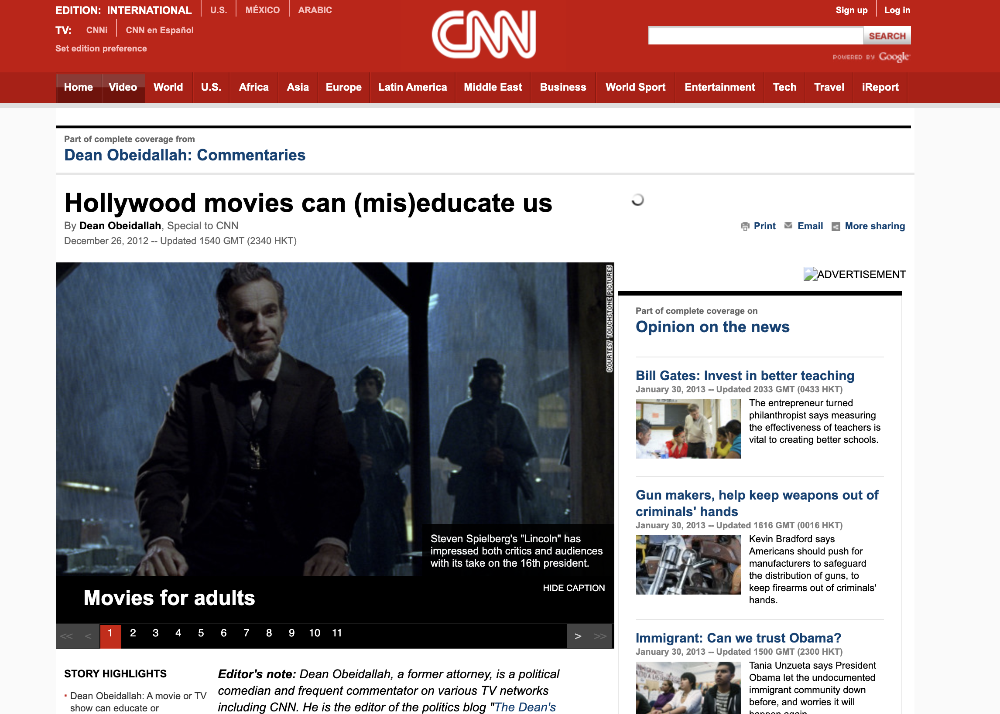 EDITION: INTERNATIONAL U.S. MÉXICO ARABIC
TV: CNNi CNN en Español
Set edition preference
CNN
Sign up Log in
SEARCH
POWERED BY Google
Home Video World U.S. Africa Asia Europe Latin America Middle East Business World Sport Entertainment Tech Travel iReport
Part of complete coverage from
Dean Obeidallah: Commentaries
Hollywood movies can (mis)educate us
By Dean Obeidallah, Special to CNN
December 26, 2012 -- Updated 1540 GMT (2340 HKT)
Print Email More sharing
COURTESY TOUCHSTONE PICTURES
Steven Spielberg's "Lincoln" has
impressed both critics and audiences
with its take on the 16th president.
HIDE CAPTION
Movies for adults
<< < 1 2 3 4 5 6 7 8 9 10 11 > >>
STORY HIGHLIGHTS
Dean Obeidallah: A movie or TV
show can educate or
Editor's note: Dean Obeidallah, a former attorney, is a political
comedian and frequent commentator on various TV networks
including CNN. He is the editor of the politics blog "The Dean's
ADVERTISEMENT
Part of complete coverage on
Opinion on the news
Bill Gates: Invest in better teaching
January 30, 2013 -- Updated 2033 GMT (0433 HKT)
The entrepreneur turned
philanthropist says measuring
the effectiveness of teachers is
vital to creating better schools.
Gun makers, help keep weapons out of
criminals' hands
January 30, 2013 -- Updated 1616 GMT (0016 HKT)
Kevin Bradford says
Americans should push for
manufacturers to safeguard
the distribution of guns, to
keep firearms out of criminals'
hands.
Immigrant: Can we trust Obama?
January 30, 2013 -- Updated 1500 GMT (2300 HKT)
Tania Unzueta says President
Obama let the undocumented
immigrant community down
before, and worries it will
happen again.